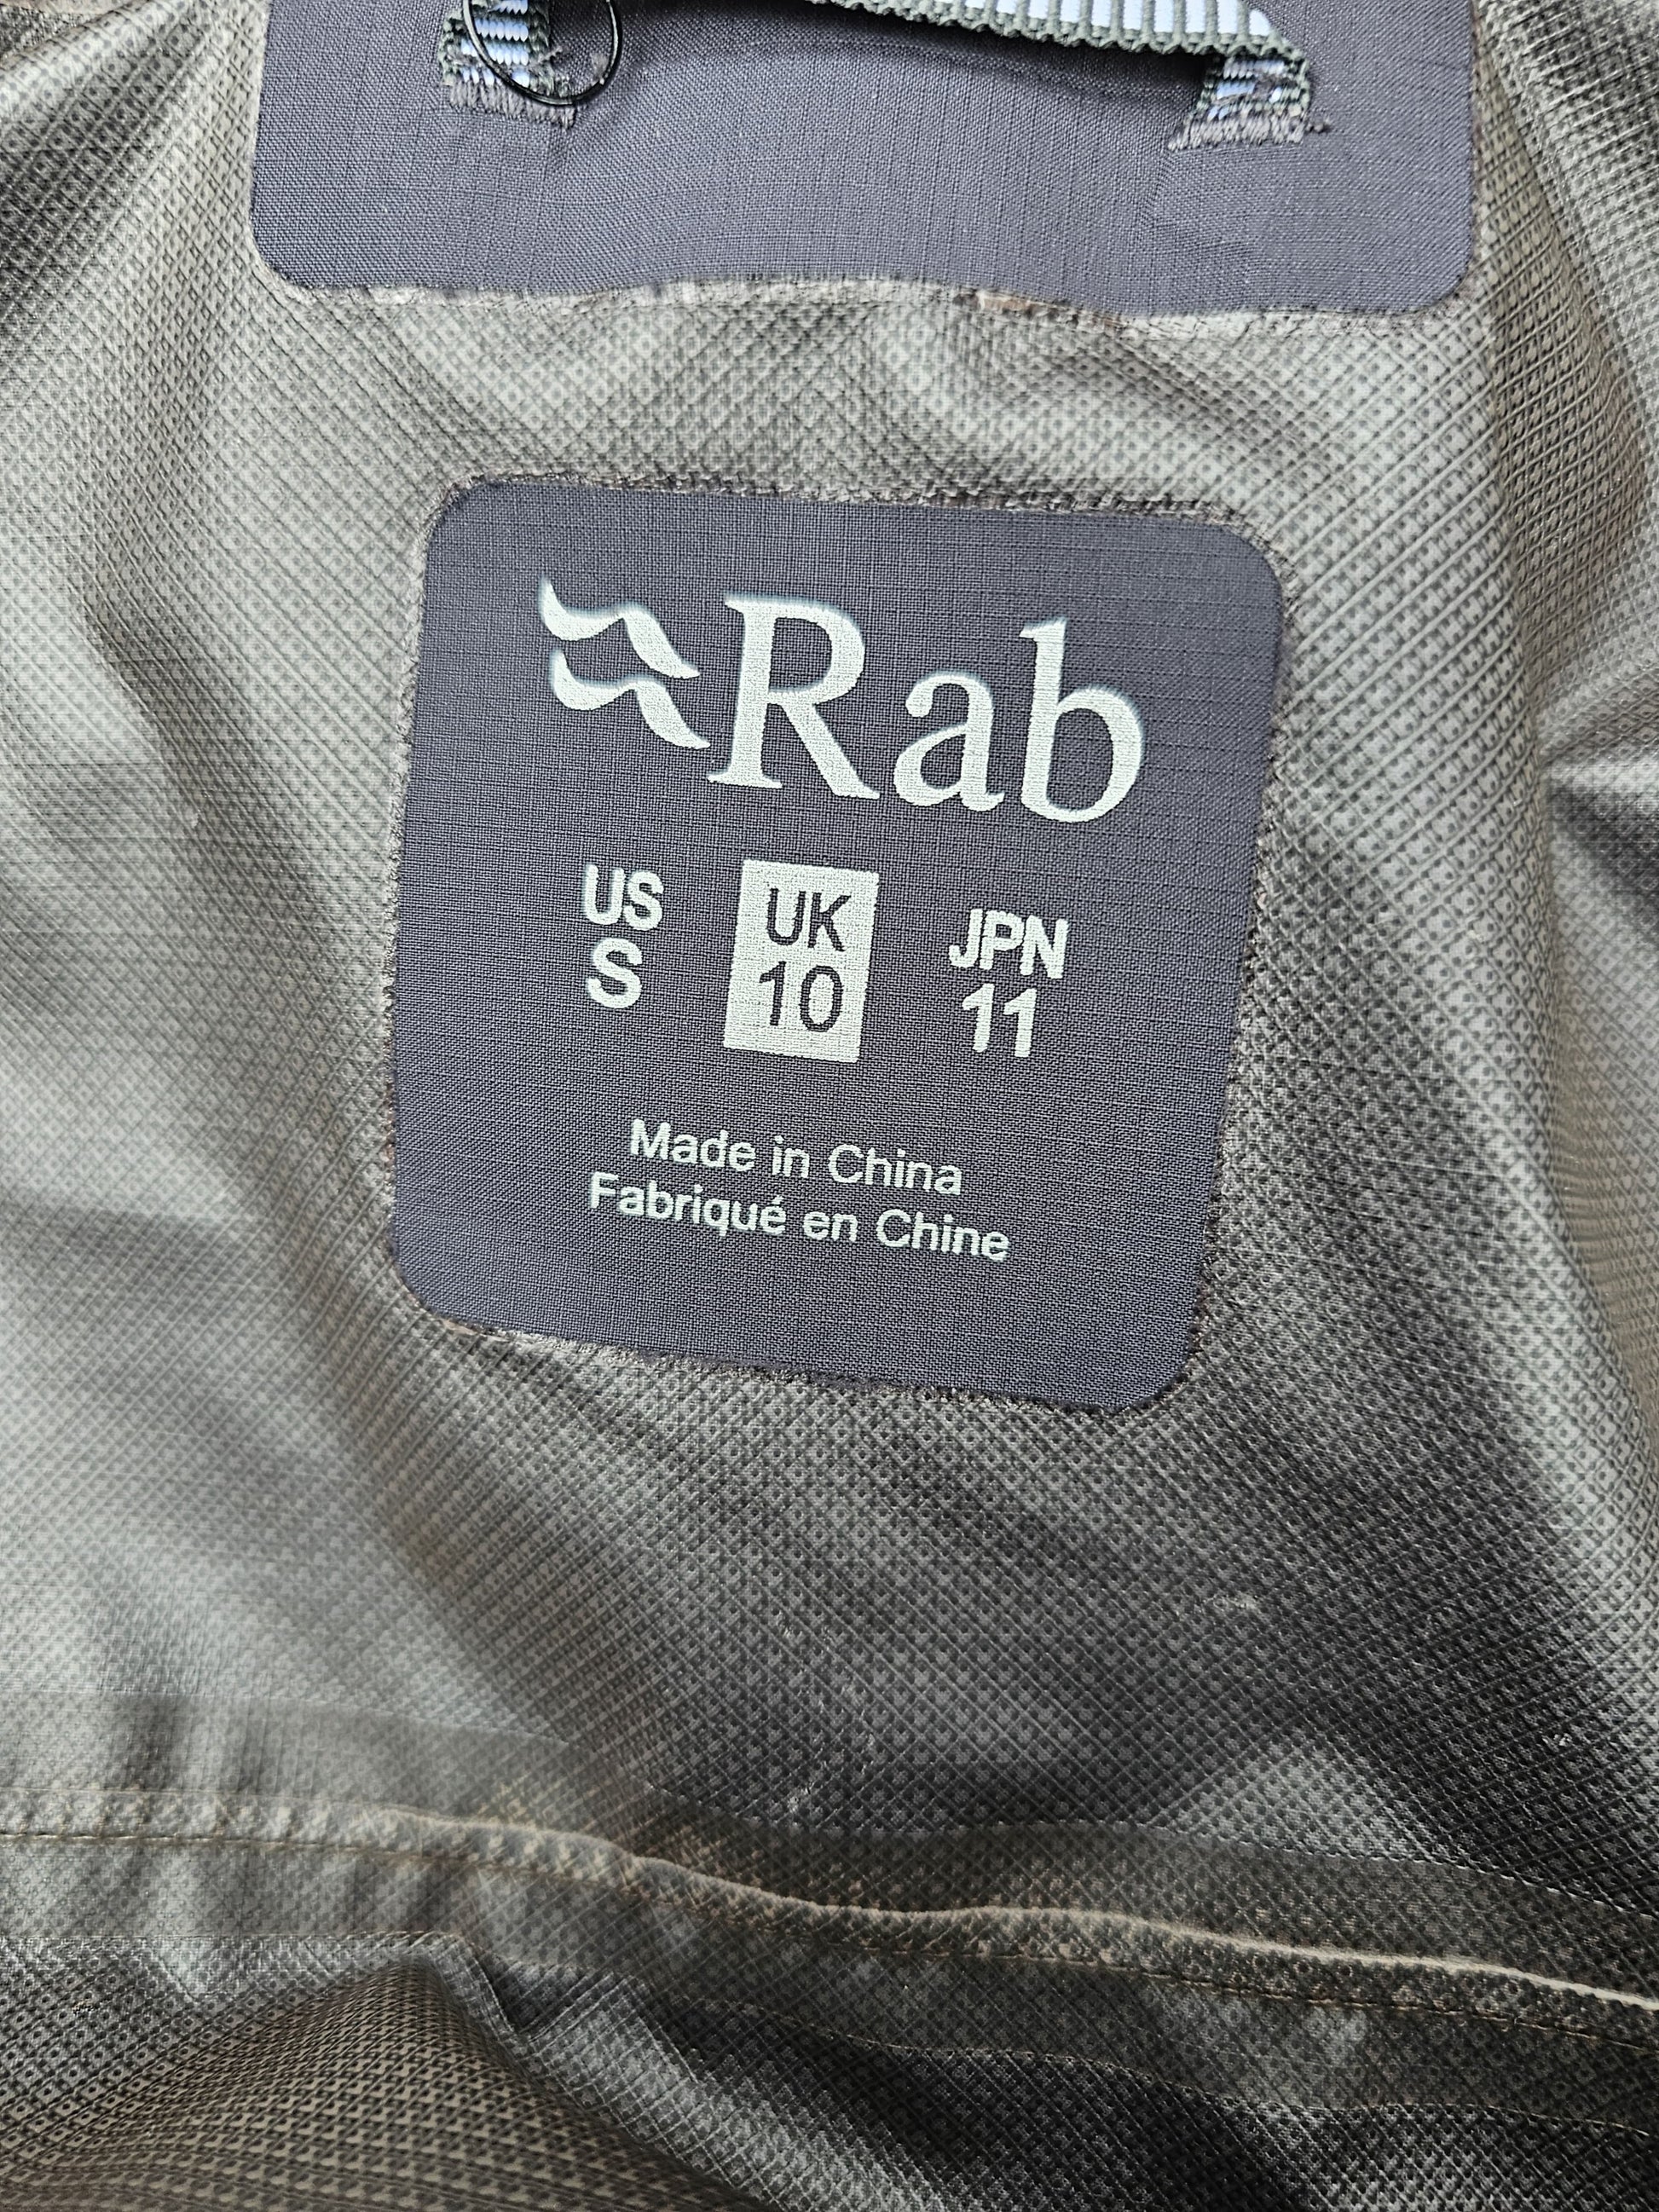 Rab
US UK JPN
S 10 11
Made in China
Fabriqué en Chine